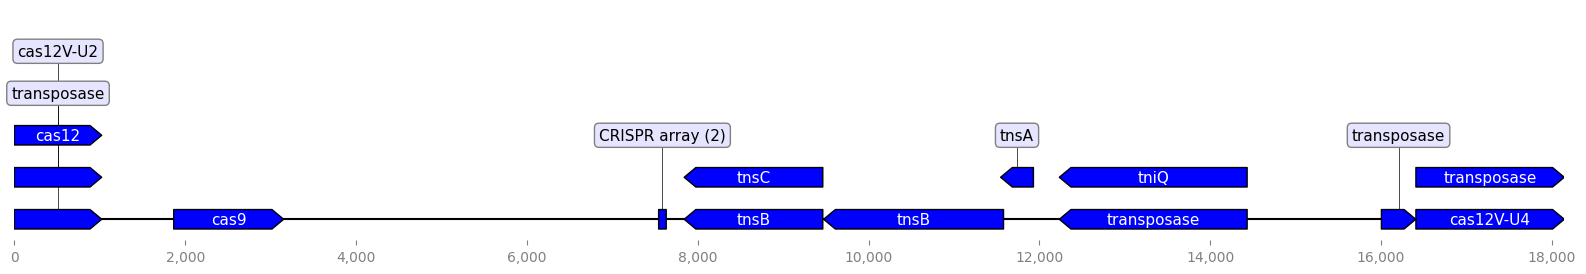 cas12V-U2
transposase
cas12 CRISPR array (2) tnsA transposase
tnsC tniQ transposase
cas9 tnsB tnsB transposase cas12V-U4
0 2,000 4,000 6,000 8,000 10,000 12,000 14,000 16,000 18,000